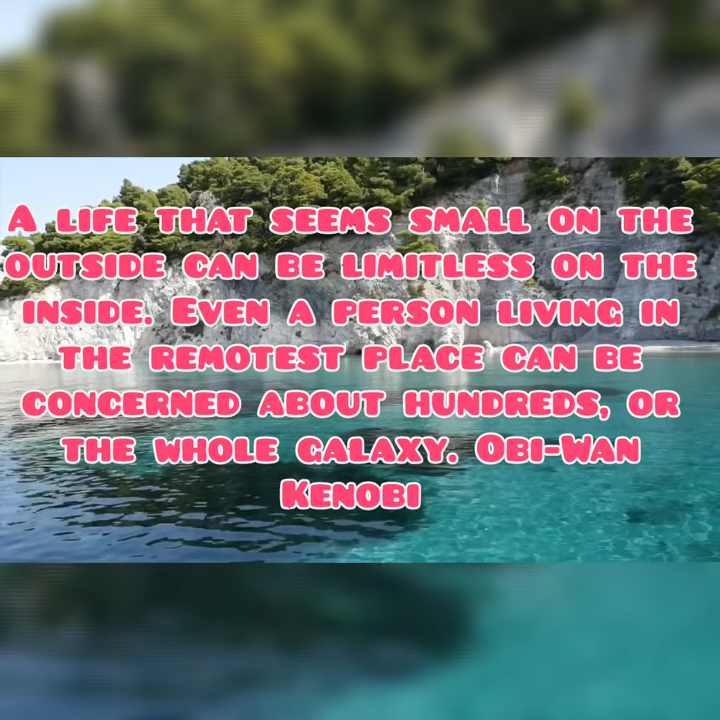 A life that seems small on the
outside can be limitless on the
inside. Even a person living in
the remotest place can be
concerned about hundreds, or
the whole galaxy. Obi-Wan
Kenobi